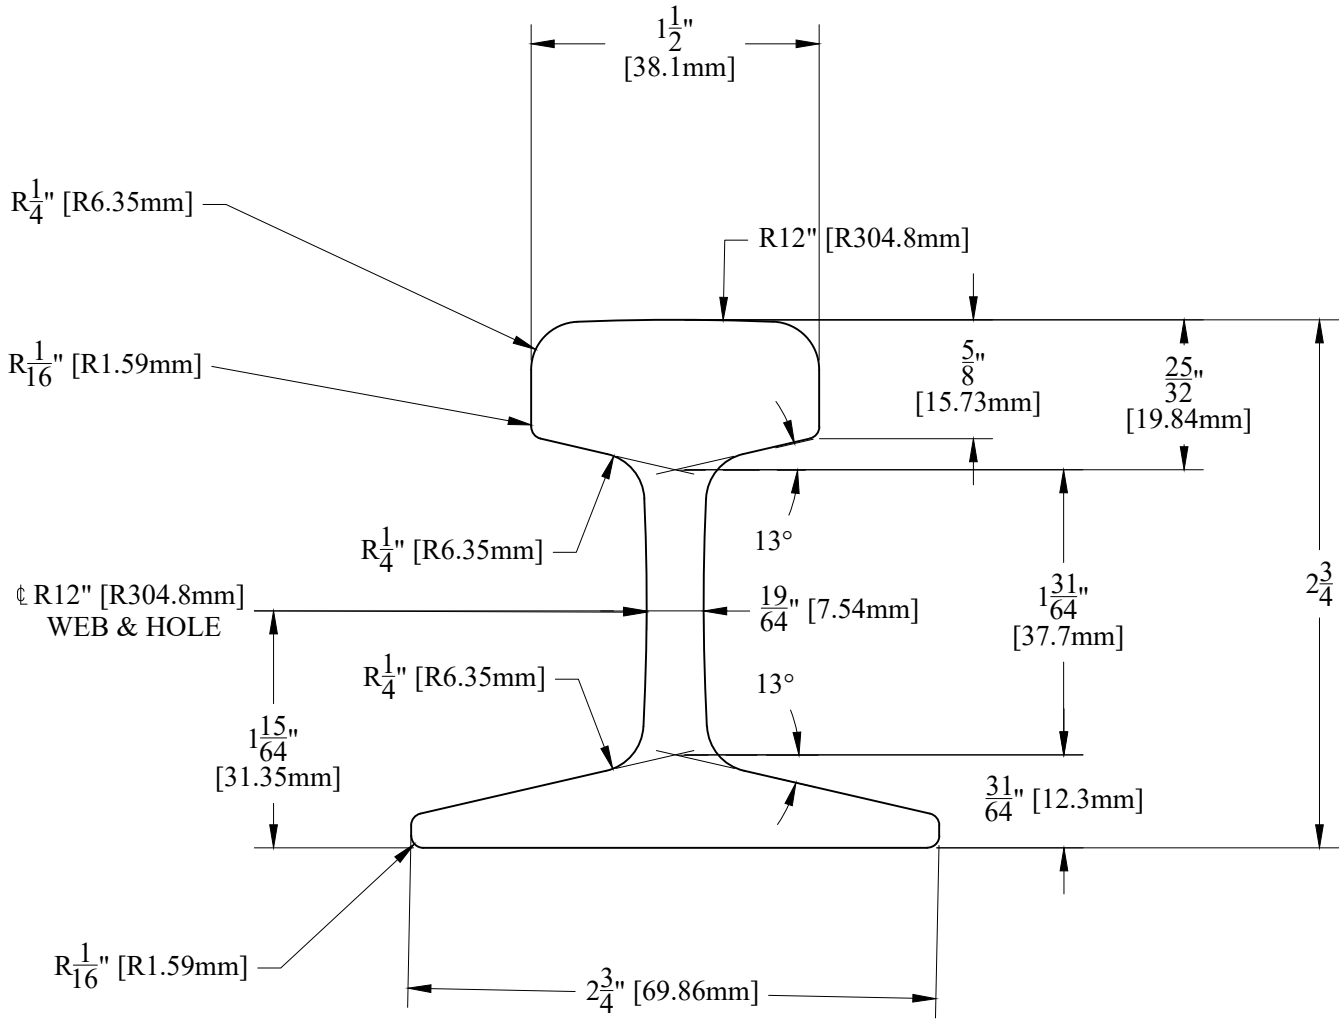 1 1/2"
[38.1mm]
R1/4" [R6.35mm]
R12" [R304.8mm]
R1/16" [R1.59mm]
5/8"
[15.73mm]
25/32"
[19.84mm]
R1/4" [R6.35mm]
13°
℄ R12" [R304.8mm]
WEB & HOLE
19/64" [7.54mm]
1 31/64"
[37.7mm]
2 3/4
R1/4" [R6.35mm]
13°
1 15/64"
[31.35mm]
31/64" [12.3mm]
R1/16" [R1.59mm]
2 3/4" [69.86mm]